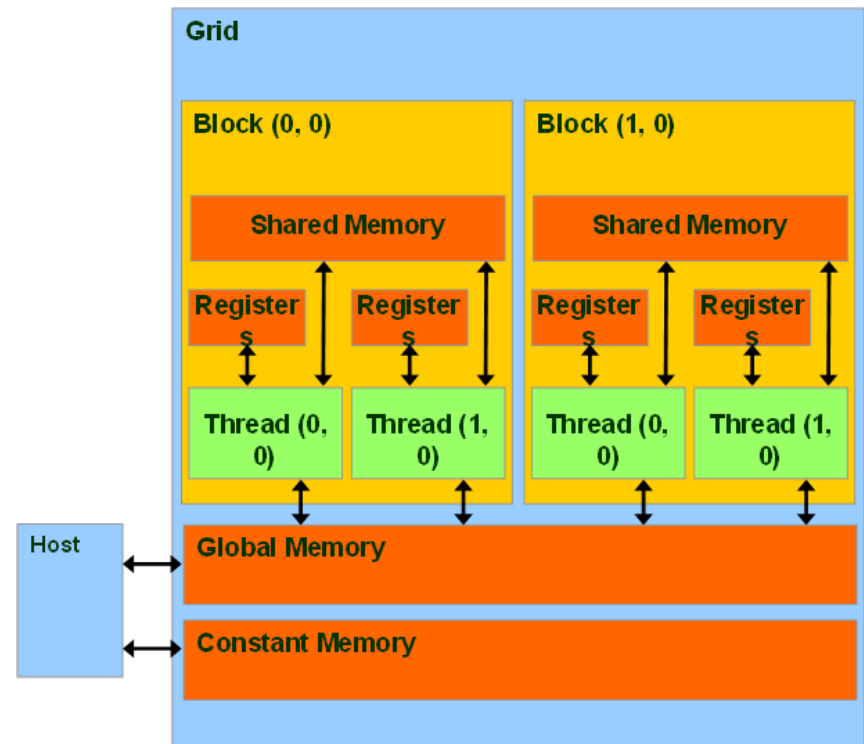 Grid
Block (0, 0)
Block (1, 0)
Shared Memory
Shared Memory
Register
s
Register
s
Register
s
Register
s
Thread (0,
0)
Thread (1,
0)
Thread (0,
0)
Thread (1,
0)
Host
Global Memory
Constant Memory